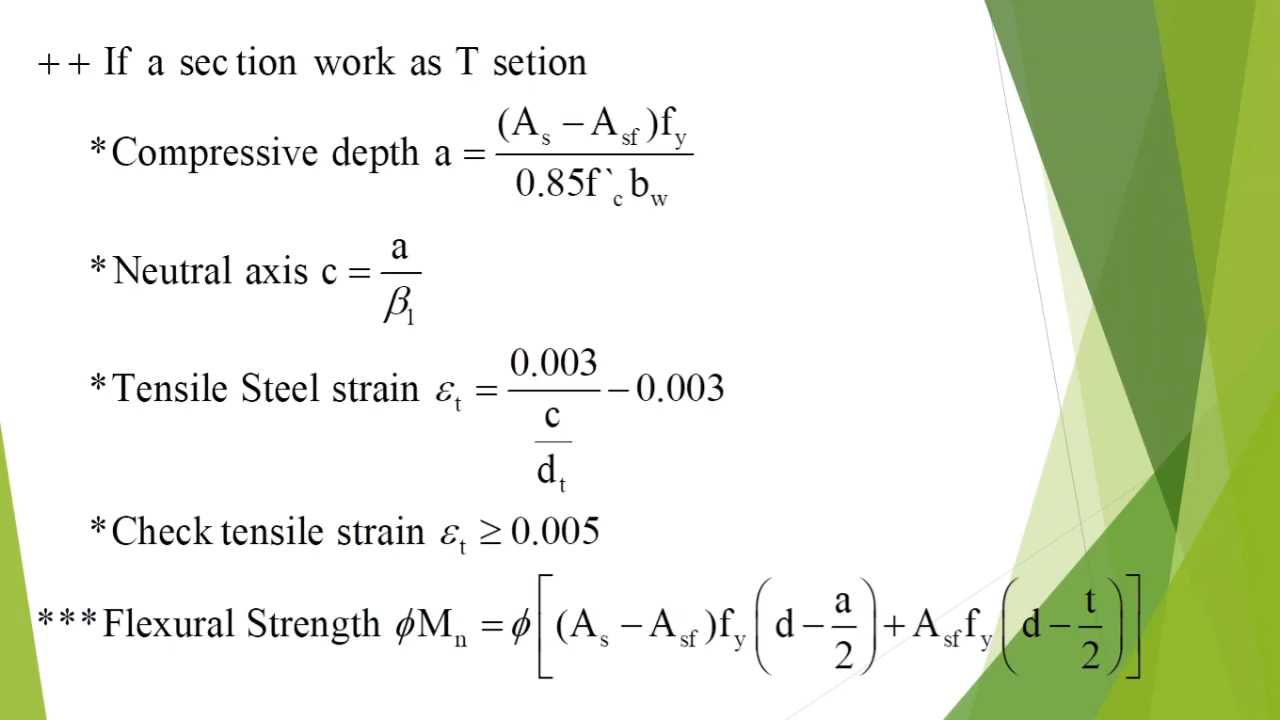 ++ If a sec tion work as T setion
*Compressive depth a = (A_s − A_sf)f_y / 0.85f`_c b_w
*Neutral axis c = a / β_1
*Tensile Steel strain ε_t = 0.003 / (c / d_t) − 0.003
*Check tensile strain ε_t ≥ 0.005
***Flexural Strength ϕM_n = ϕ[(A_s − A_sf)f_y(d − a/2) + A_sf f_y(d − t/2)]